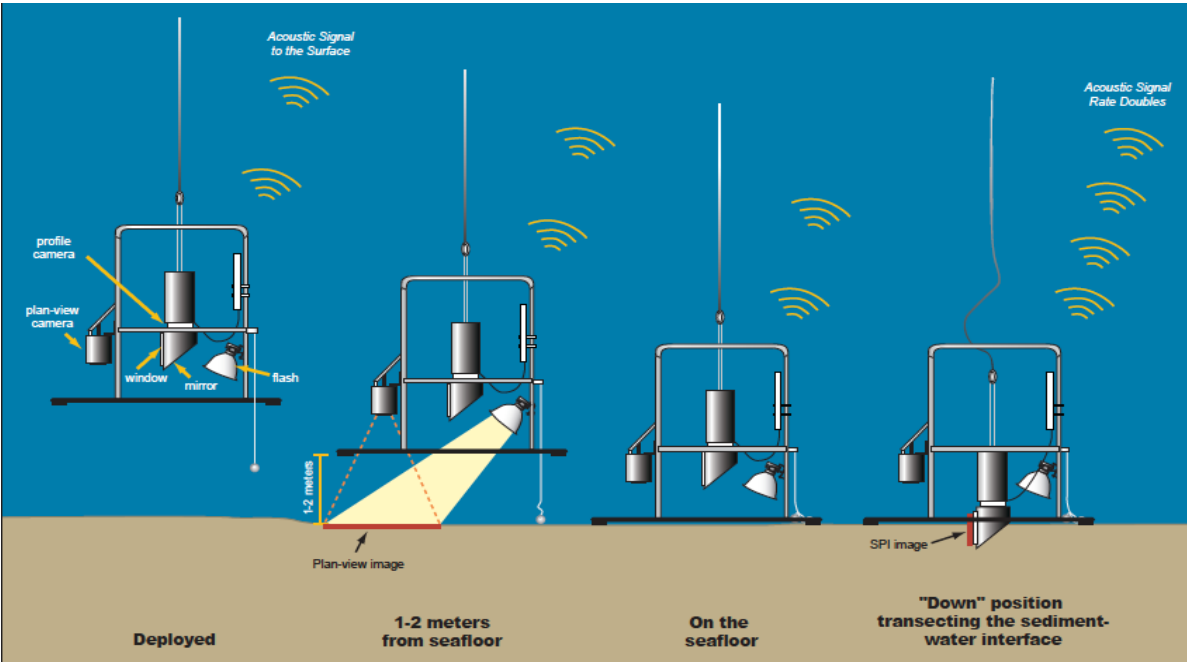 Acoustic Signal
to the Surface
Acoustic Signal
Rate Doubles
profile
camera
plan-view
camera
window
mirror
flash
1-2 meters
Plan-view image
SPI image
Deployed
1-2 meters
from seafloor
On the
seafloor
"Down" position
transecting the sediment-
water interface